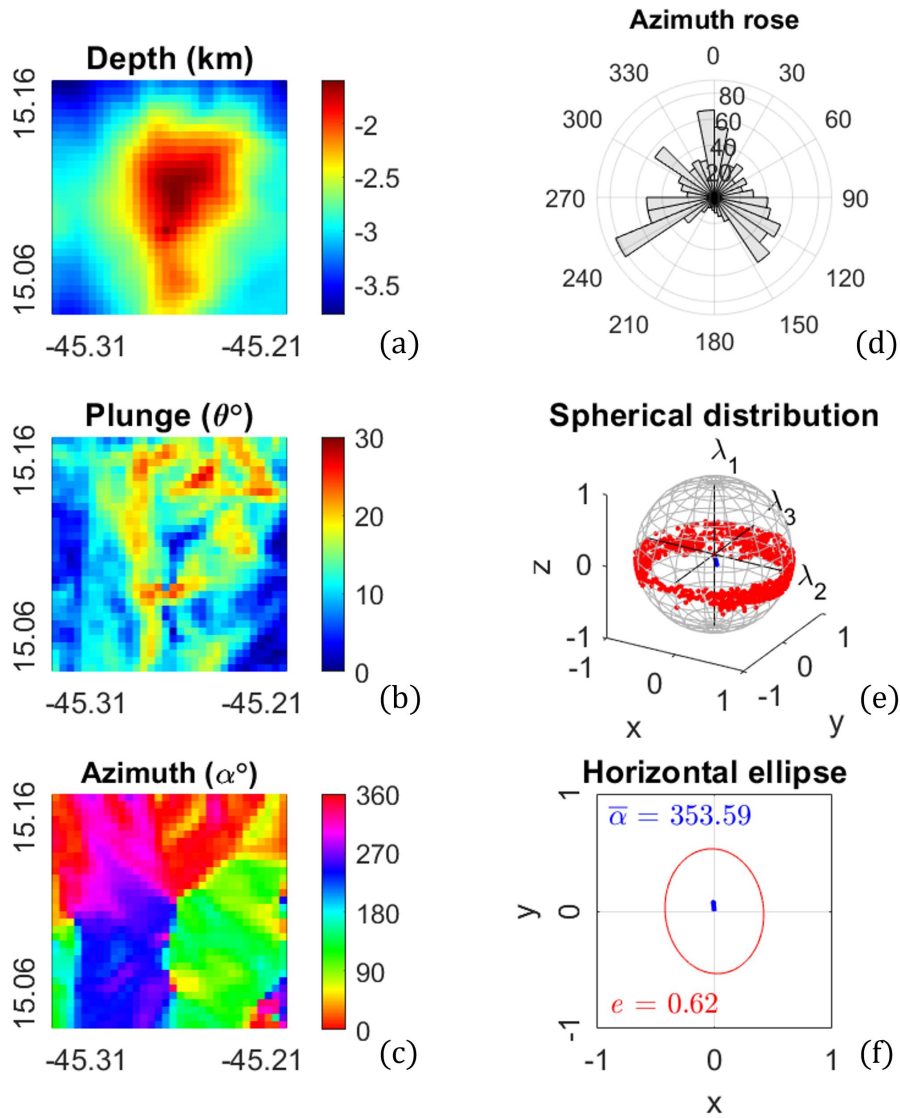 Depth (km)
15.16
15.06
-45.31
-45.21
-2
-2.5
-3
-3.5
(a)
Azimuth rose
0
30
60
90
120
150
180
210
240
270
300
330
80
60
40
20
(d)
Plunge (θ°)
15.16
15.06
-45.31
-45.21
30
20
10
0
(b)
Spherical distribution
λ1
λ3
λ2
1
0
-1
z
-1
0
1
x
-1
0
1
y
(e)
Azimuth (α°)
15.16
15.06
-45.31
-45.21
360
270
180
90
0
(c)
Horizontal ellipse
α̅ = 353.59
e = 0.62
1
0
-1
y
-1
0
1
x
(f)